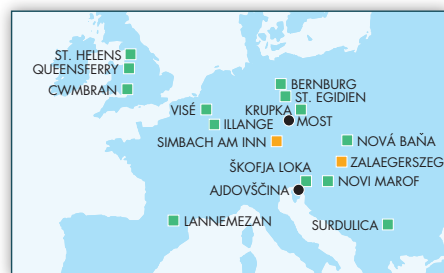 ST. HELENS
QUEENSFERRY
CWMBRAN
BERNBURG
ST. EGIDIEN
VISÉ
KRUPKA
ILLANGE
MOST
SIMBACH AM INN
NOVÁ BAŇA
ZALAEGERSZEG
ŠKOFJA LOKA
NOVI MAROF
AJDOVŠČINA
LANNEMEZAN
SURDULICA